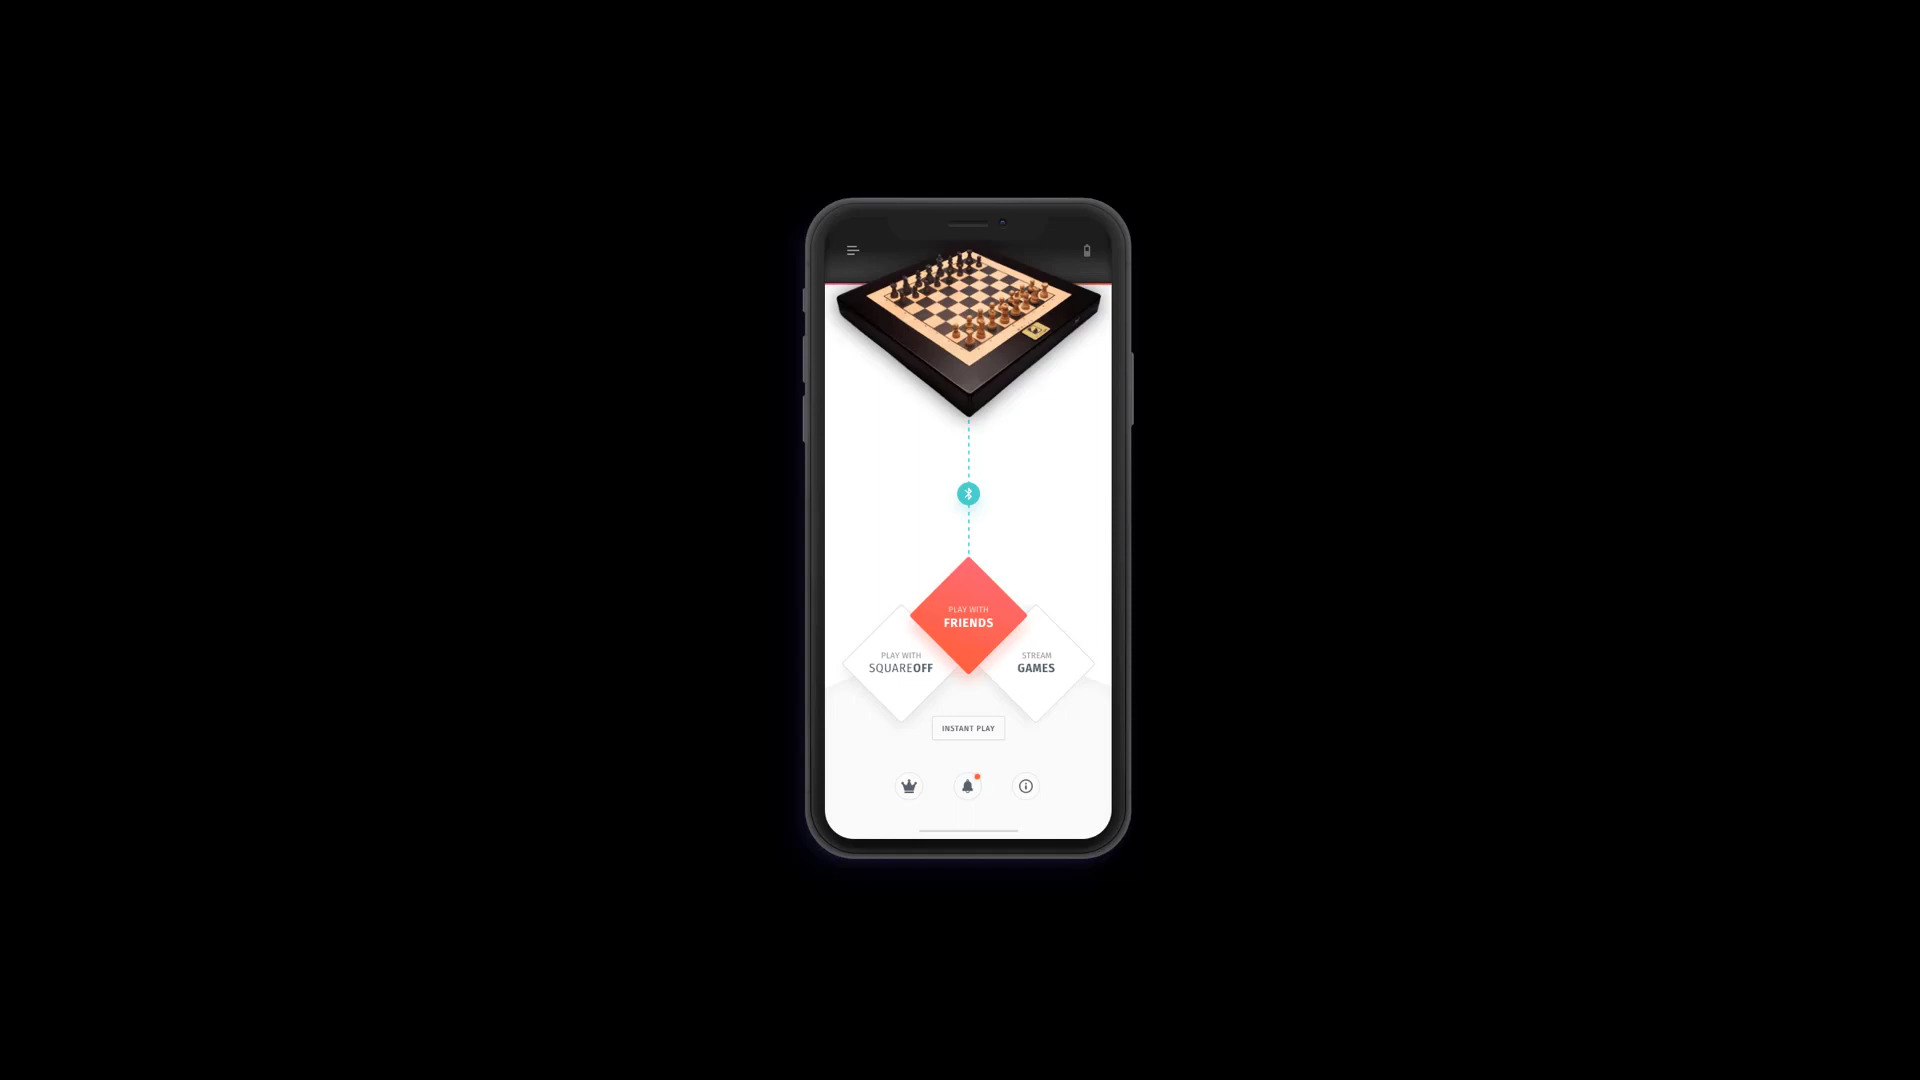 PLAY WITH
FRIENDS
PLAY WITH
SQUAREOFF
STREAM
GAMES
INSTANT PLAY